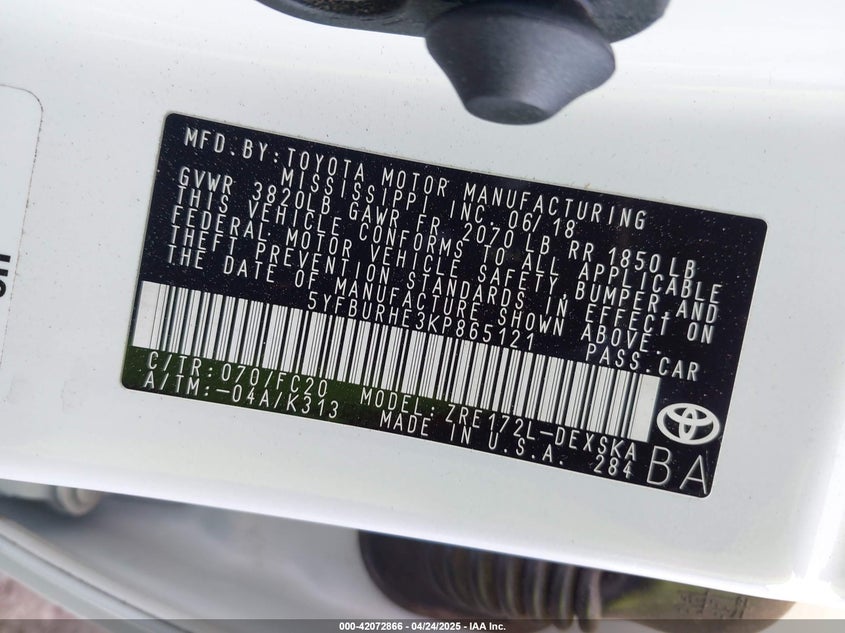 MFD.BY:TOYOTA MOTOR MANUFACTURING
MISSISSIPPI INC. 06/18
GVWR 3820LB GAWR FR 2070 LB RR 1850LB
THIS VEHICLE CONFORMS TO ALL APPLICABLE
FEDERAL MOTOR VEHICLE SAFETY, BUMPER,AND
THEFT PREVENTION STANDARDS IN EFFECT ON
THE DATE OF MANUFACTURE SHOWN ABOVE.
5YFBURHE3KP865121 PASS.CAR
C/TR:070/FC20 MODEL:ZRE172L-DEXSKA
A/TM:-04A/K313 MADE IN U.S.A. 284 BA
000-42072866 - 04/24/2025 - IAA Inc.